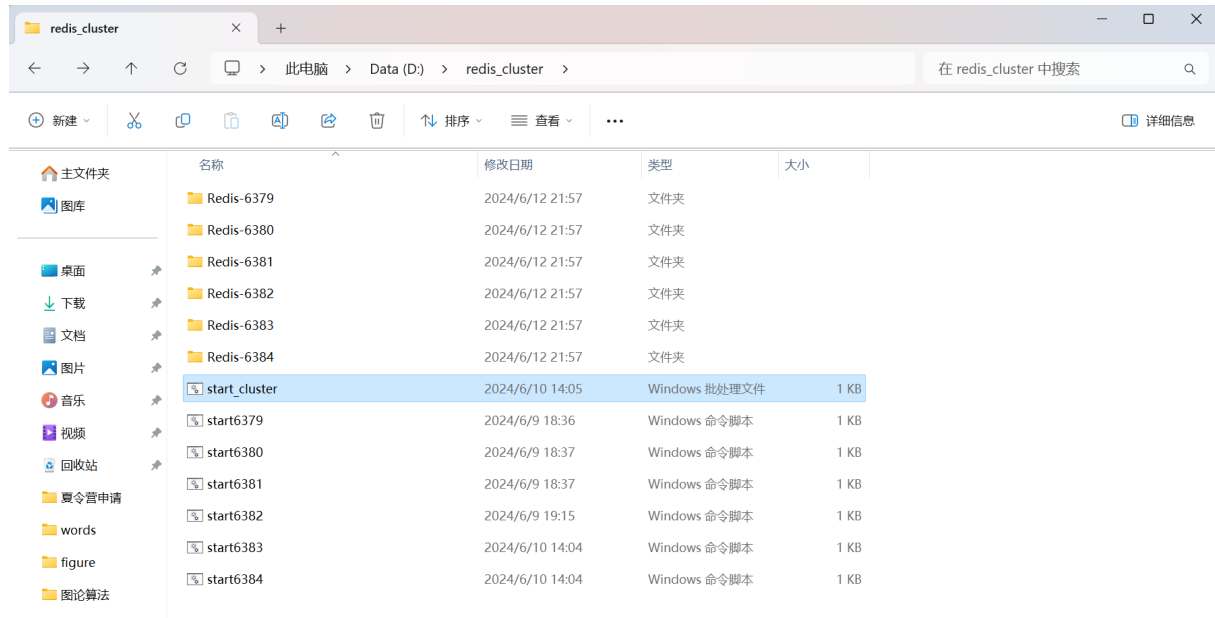 redis_cluster
此电脑 > Data (D:) > redis_cluster >
在 redis_cluster 中搜索
新建
排序
查看
详细信息
主文件夹
图库
桌面
下载
文档
图片
音乐
视频
回收站
夏令营申请
words
figure
图论算法
名称 修改日期 类型 大小
Redis-6379 2024/6/12 21:57 文件夹
Redis-6380 2024/6/12 21:57 文件夹
Redis-6381 2024/6/12 21:57 文件夹
Redis-6382 2024/6/12 21:57 文件夹
Redis-6383 2024/6/12 21:57 文件夹
Redis-6384 2024/6/12 21:57 文件夹
start_cluster 2024/6/10 14:05 Windows 批处理文件 1 KB
start6379 2024/6/9 18:36 Windows 命令脚本 1 KB
start6380 2024/6/9 18:37 Windows 命令脚本 1 KB
start6381 2024/6/9 18:37 Windows 命令脚本 1 KB
start6382 2024/6/9 19:15 Windows 命令脚本 1 KB
start6383 2024/6/10 14:04 Windows 命令脚本 1 KB
start6384 2024/6/10 14:04 Windows 命令脚本 1 KB